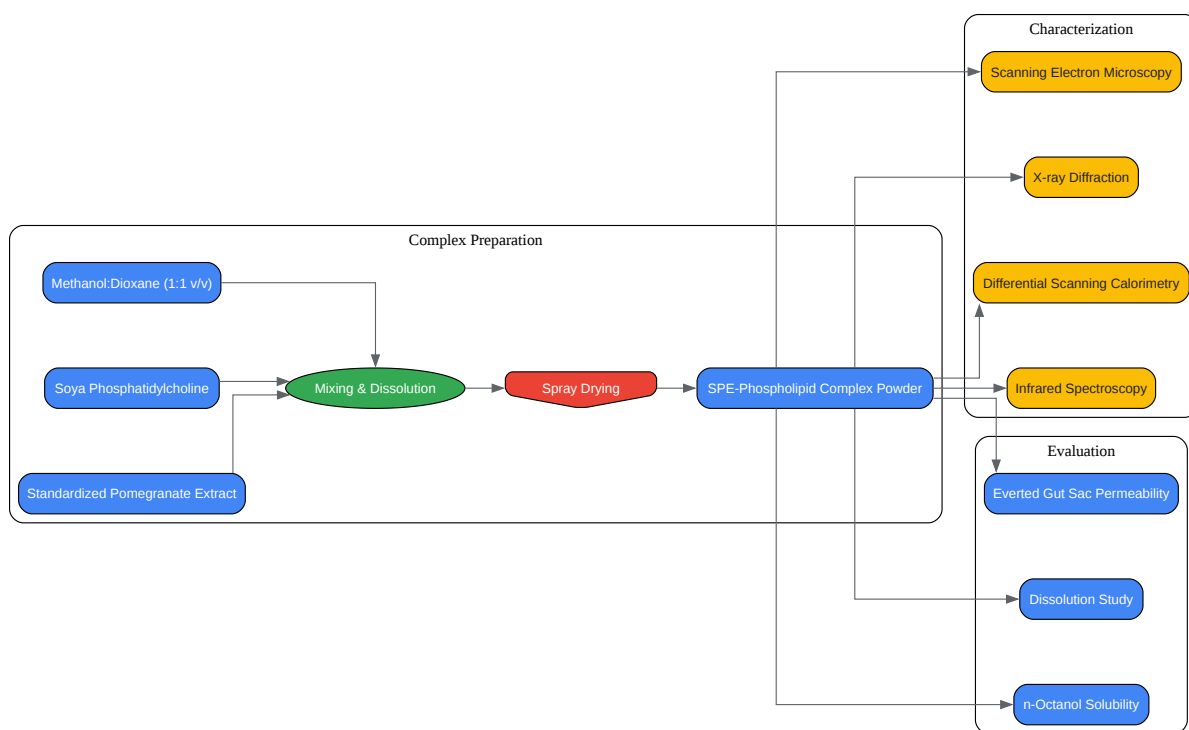 Characterization
Scanning Electron Microscopy
X-ray Diffraction
Complex Preparation
Methanol:Dioxane (1:1 v/v)
Differential Scanning Calorimetry
Soya Phosphatidylcholine
Mixing & Dissolution
Spray Drying
SPE-Phospholipid Complex Powder
Infrared Spectroscopy
Evaluation
Standardized Pomegranate Extract
Everted Gut Sac Permeability
Dissolution Study
n-Octanol Solubility